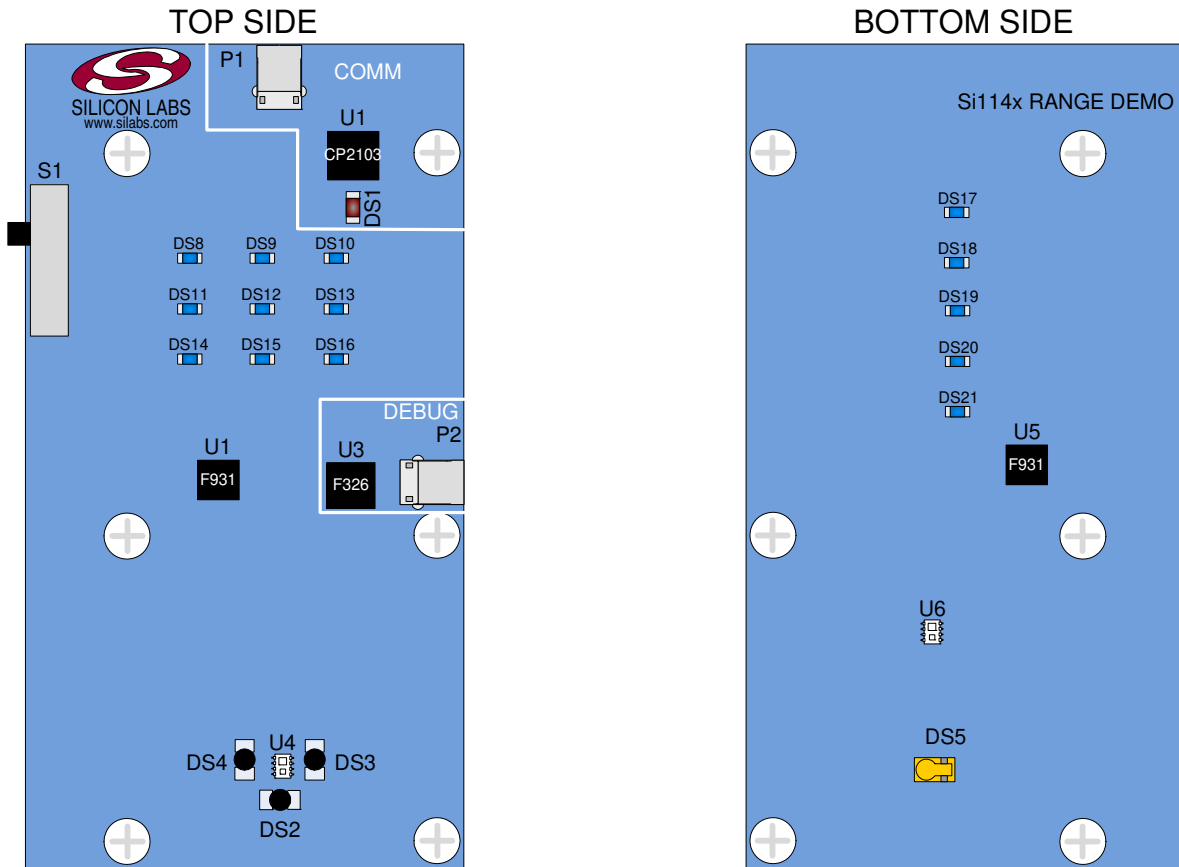 TOP SIDE
SILICON LABS
www.silabs.com
P1
COMM
U1
CP2103
DS1
S1
DS8 DS9 DS10
DS11 DS12 DS13
DS14 DS15 DS16
DEBUG
P2
U1
F931
U3
F326
U4
DS4
DS3
DS2
BOTTOM SIDE
Si114x RANGE DEMO
DS17
DS18
DS19
DS20
DS21
U5
F931
U6
DS5